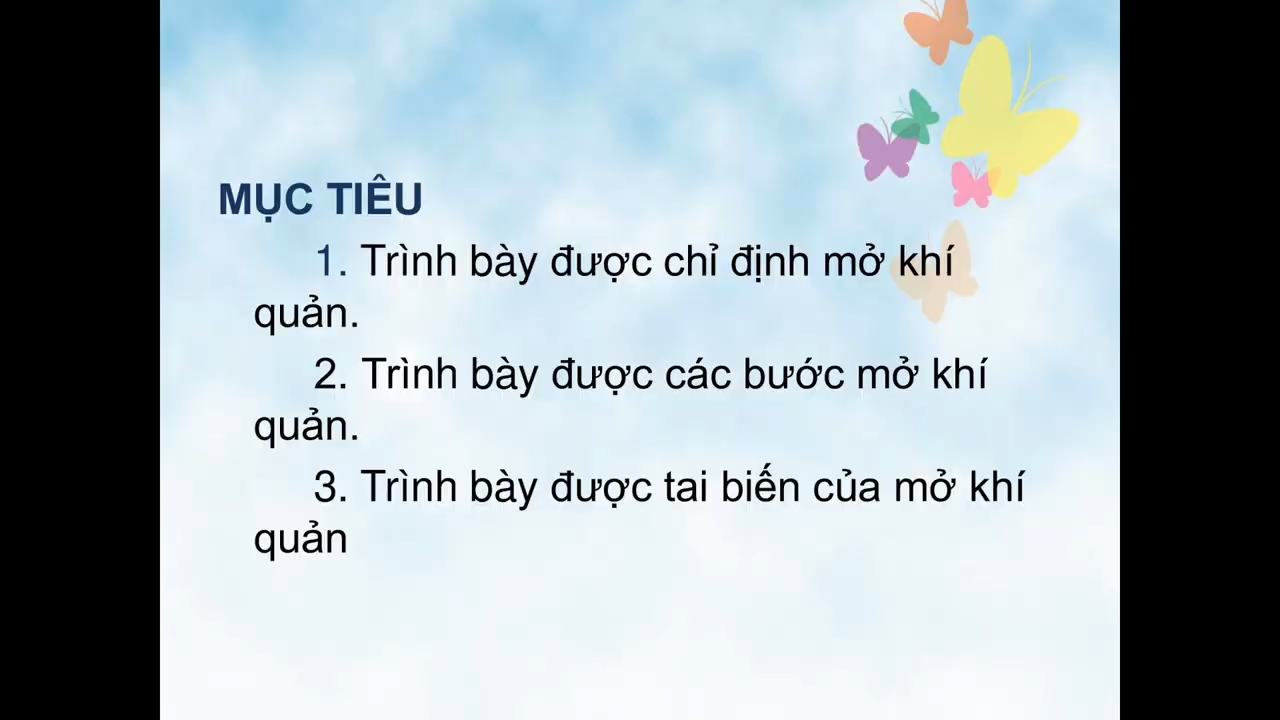 MỤC TIÊU
1. Trình bày được chỉ định mở khí
quản.
2. Trình bày được các bước mở khí
quản.
3. Trình bày được tai biến của mở khí
quản